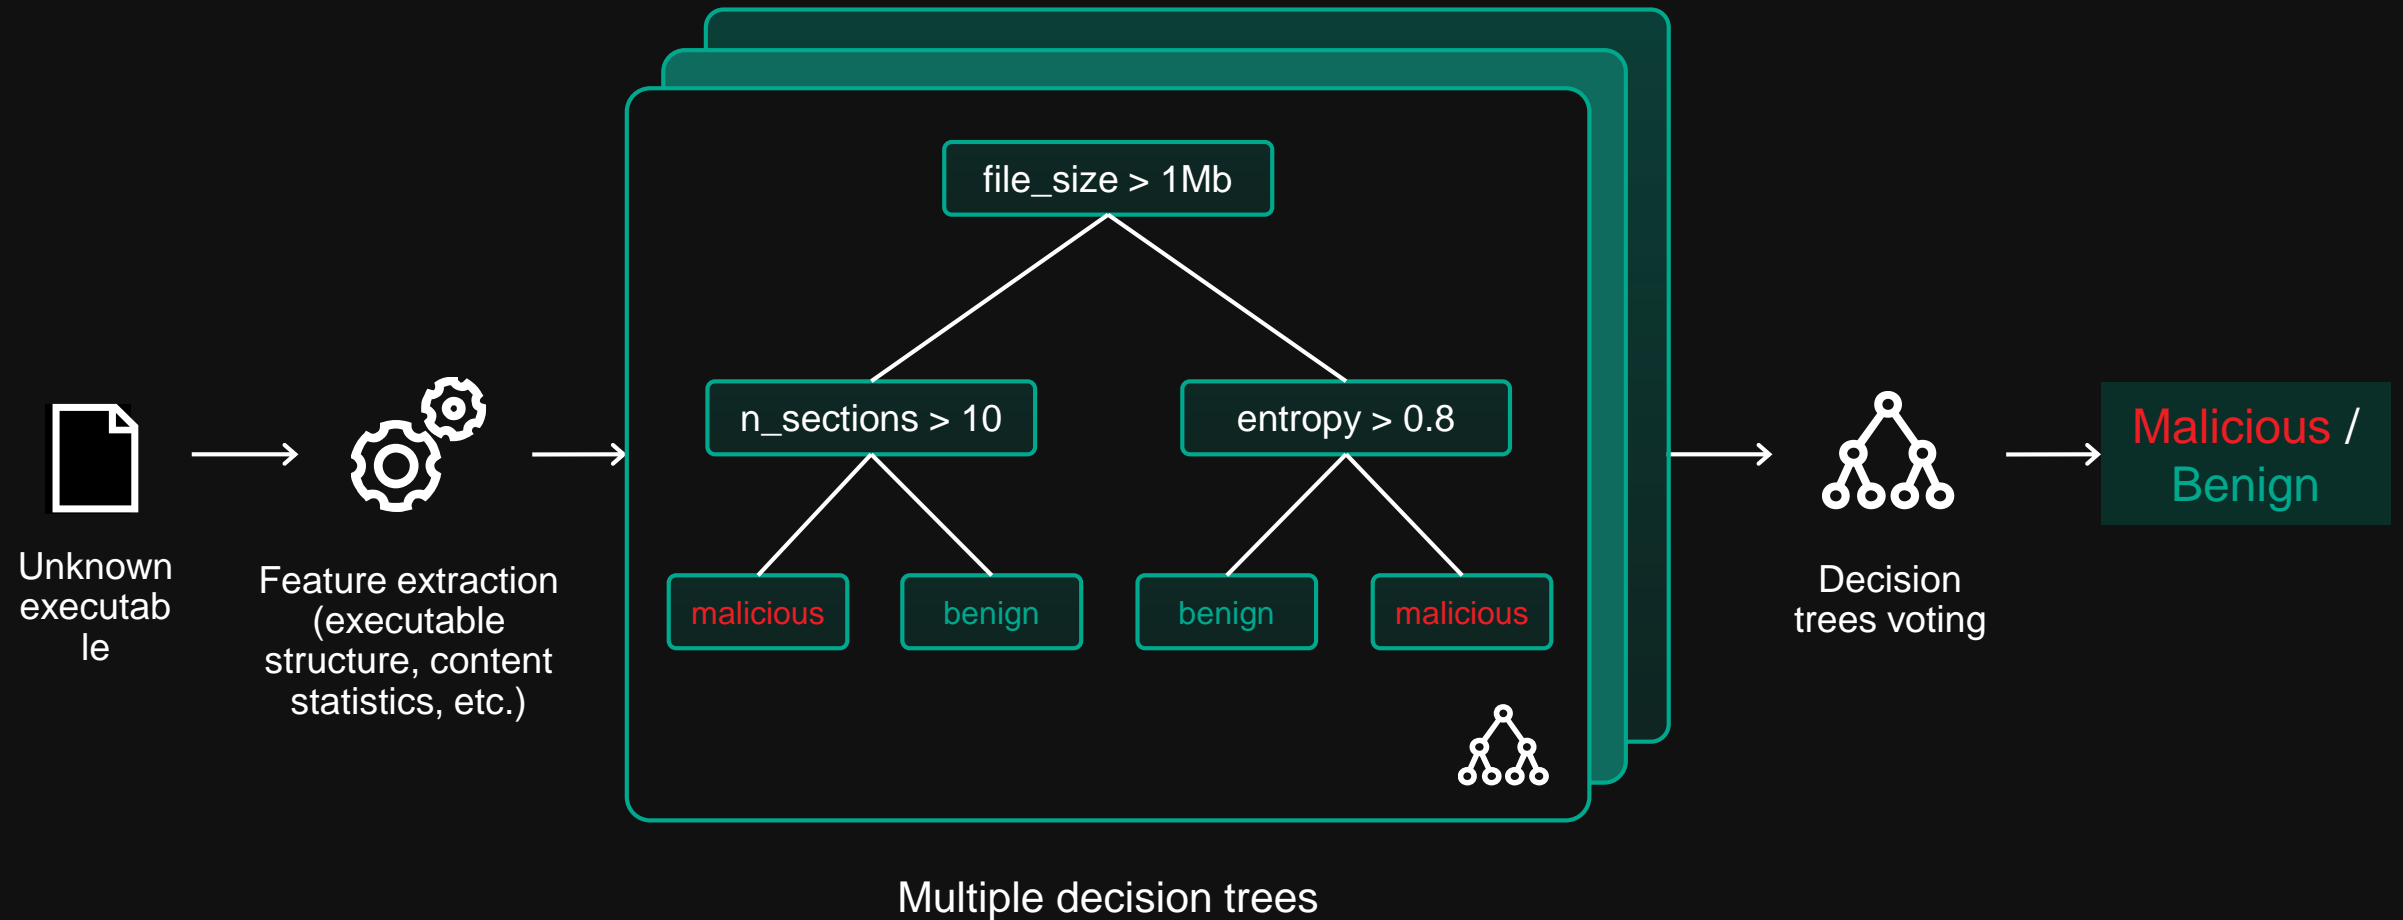 Unknown
executab
le
Feature extraction
(executable
structure, content
statistics, etc.)
file_size > 1Mb
n_sections > 10
entropy > 0.8
malicious
benign
benign
malicious
Multiple decision trees
Decision
trees voting
Malicious /
Benign